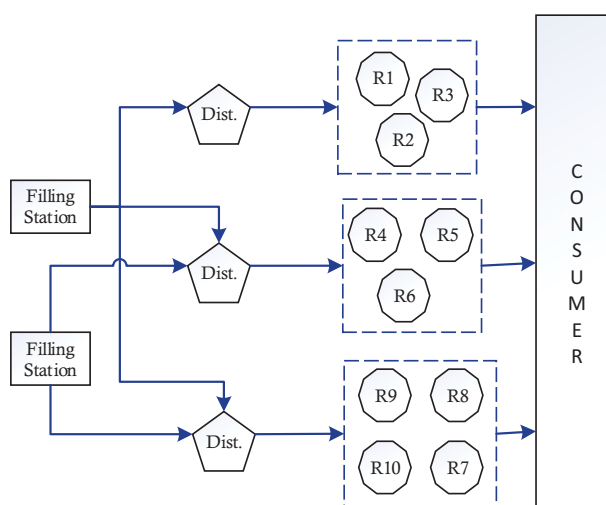 R1
R3
Dist.
R2
Filling
Station
R4
R5
Dist.
R6
Filling
Station
R9
R8
Dist.
R10
R7
C
O
N
S
U
M
E
R